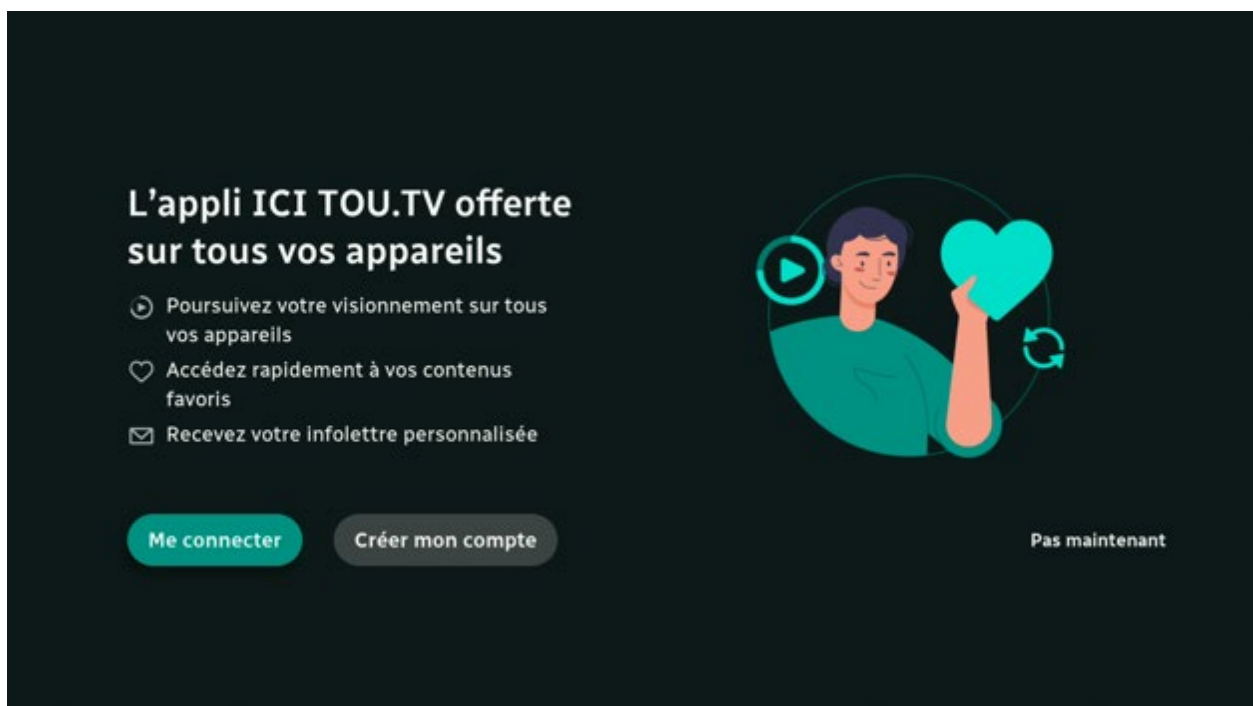 L'appli ICI TOU.TV offerte
sur tous vos appareils
Poursuivez votre visionnement sur tous
vos appareils
Accédez rapidement à vos contenus
favoris
Recevez votre infolettre personnalisée
Me connecter
Créer mon compte
Pas maintenant